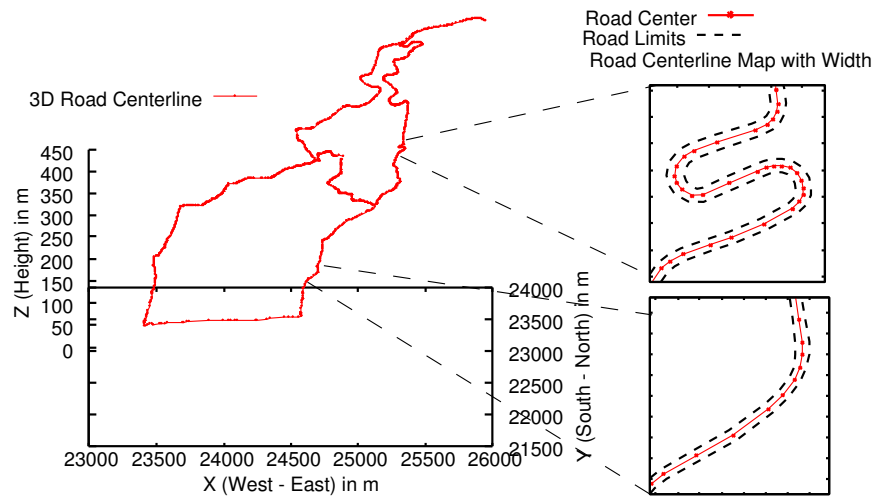 Road Center
Road Limits
Road Centerline Map with Width
3D Road Centerline
450
400
350
300
250
200
150
100
50
0
Z (Height) in m
24000
23500
23000
22500
22000
21500
Y (South - North) in m
23000 23500 24000 24500 25000 25500 26000
X (West - East) in m